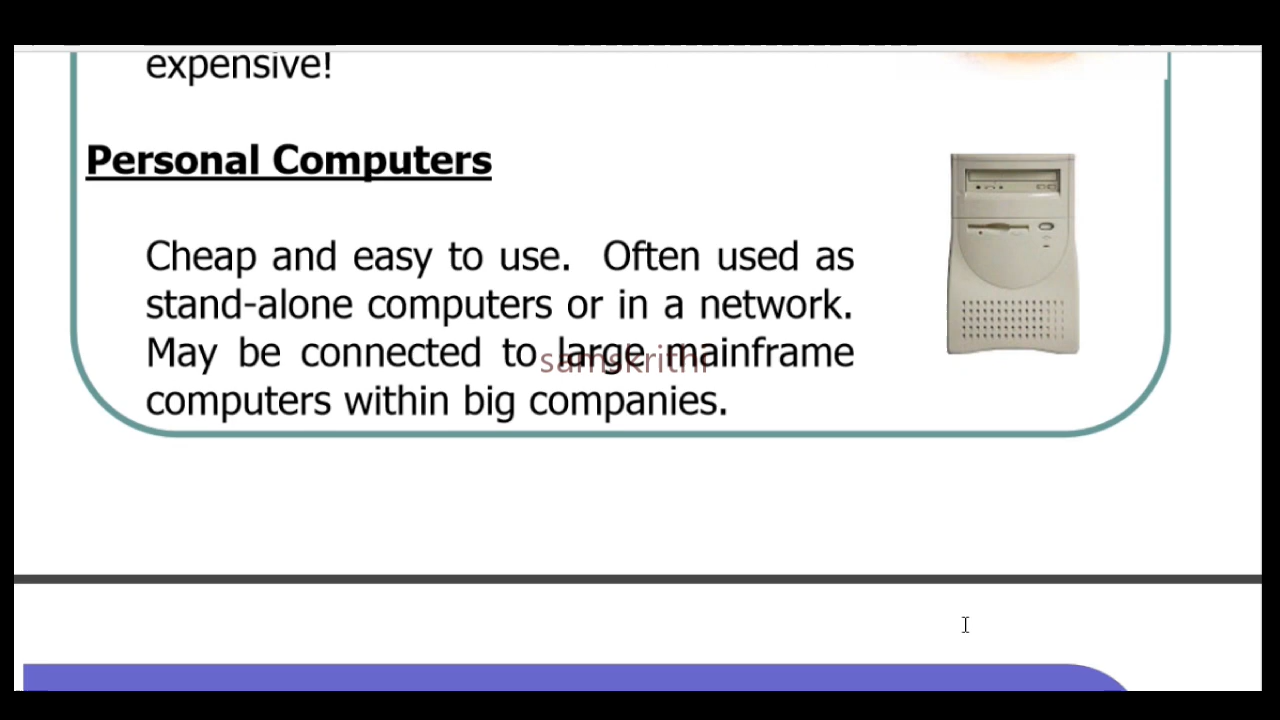 expensive!
Personal Computers
Cheap and easy to use. Often used as
stand-alone computers or in a network.
May be connected to large mainframe
computers within big companies.
samskrithi